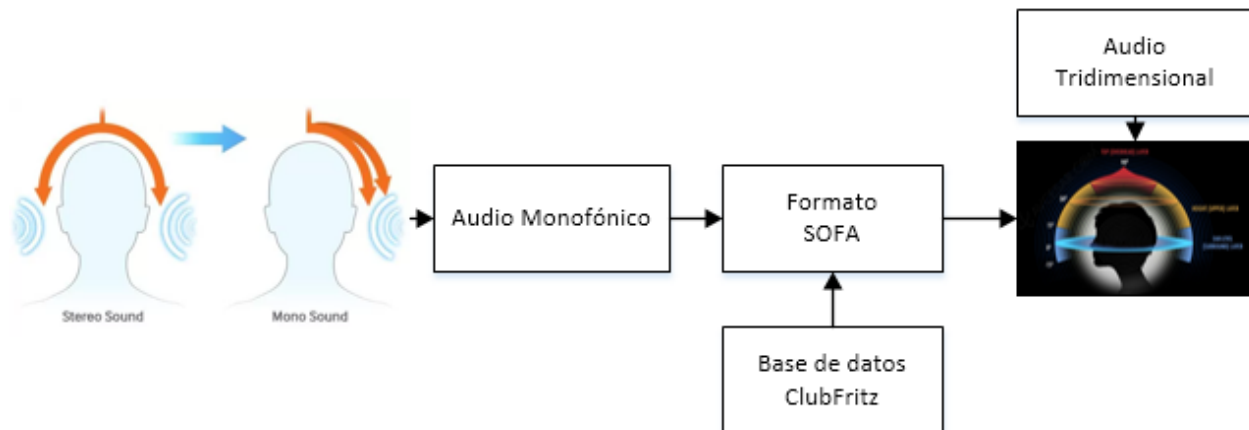 Stereo Sound
Mono Sound
Audio Monofónico
Formato
SOFA
Base de datos
ClubFritz
Audio
Tridimensional